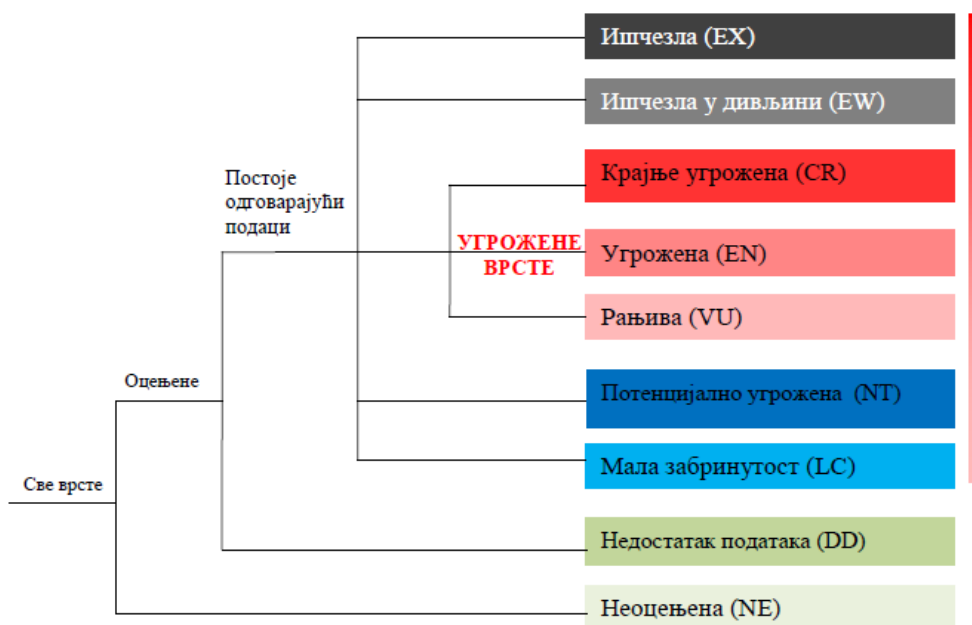 Ишчезла (EX)
Ишчезла у дивљини (EW)
Крајње угрожена (CR)
Постоје
одговарајући
подаци
УГРОЖЕНЕ
ВРСТЕ
Угрожена (EN)
Рањива (VU)
Оцењене
Потенцијално угрожена (NT)
Мала забринутост (LC)
Све врсте
Недостатак података (DD)
Неоцењена (NE)